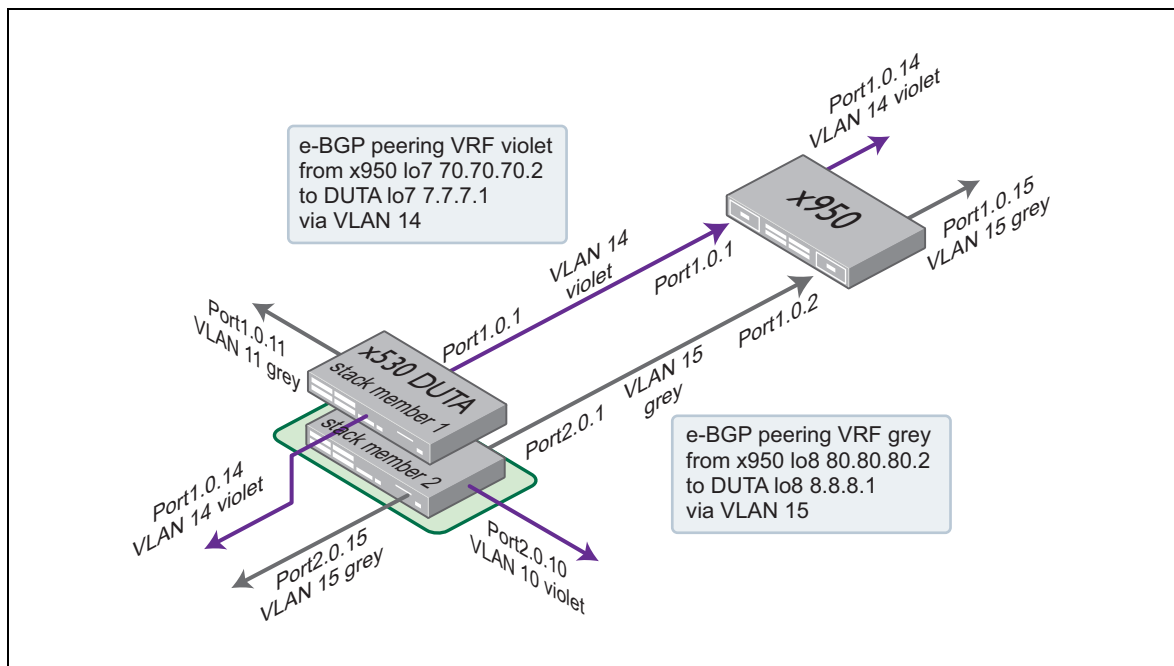 Port1.0.14
VLAN 14 violet
e-BGP peering VRF violet
from x950 lo7 70.70.70.2
to DUTA lo7 7.7.7.1
via VLAN 14
x950
Port1.0.15
VLAN 15 grey
VLAN 14
violet
Port1.0.1
Port1.0.11
VLAN 11 grey
Port1.0.1
Port1.0.2
x530 DUTA
stack member 1
VLAN 15
grey
stack member 2
Port2.0.1
e-BGP peering VRF grey
from x950 lo8 80.80.80.2
to DUTA lo8 8.8.8.1
via VLAN 15
Port1.0.14
VLAN 14 violet
Port2.0.15
VLAN 15 grey
Port2.0.10
VLAN 10 violet